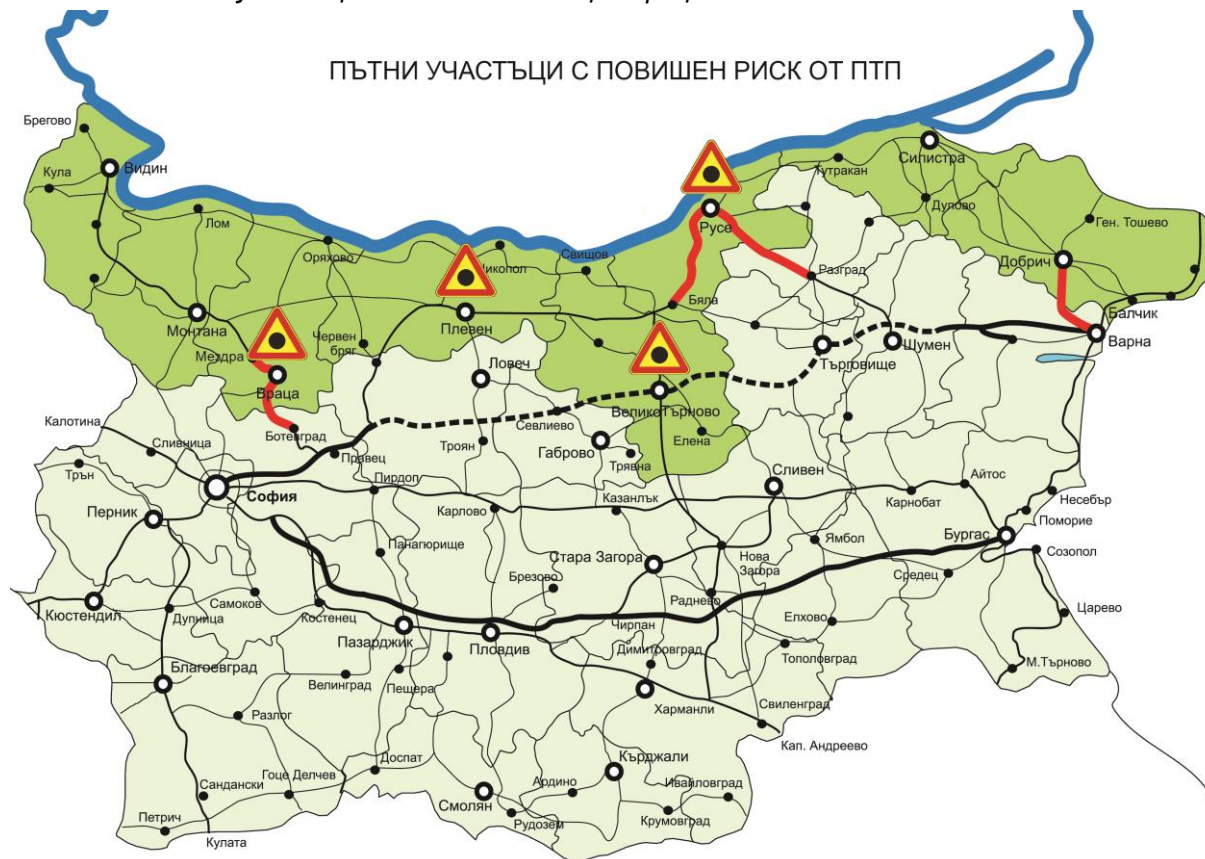 ПЪТНИ УЧАСТЪЦИ С ПОВИШЕН РИСК ОТ ПТП
Брегово
Видин
Кула
Силистра
Тутракан
Дулово
Русе
Ген. Тошево
Лом
Оряхово
Никопол
Свищов
Добрич
Разград
Бяла
Балчик
Монтана
Плевен
Червен
бряг
Мездра
Враца
Ловеч
Търговище
Шумен
Варна
Ботевград
Велико Търново
Севлиево
Калотина
Сливница
Правец
Троян
Габрово
Трявна
Елена
Трън
София
Пирдоп
Казанлък
Сливен
Карнобат
Айтос
Несебър
Поморие
Перник
Карлово
Бургас
Панагюрище
Стара Загора
Нова
Загора
Ямбол
Созопол
Брезово
Средец
Кюстендил
Дупница
Самоков
Костенец
Раднево
Царево
Пазарджик
Пловдив
Чирпан
Елхово
Димитровград
Тополовград
М.Търново
Благоевград
Велинград
Пещера
Харманли
Свиленград
Разлог
Кап. Андреево
Доспат
Кърджали
Гоце Делчев
Сандански
Ардино
Ивайловград
Смолян
Петрич
Рудозем
Крумовград
Кулата